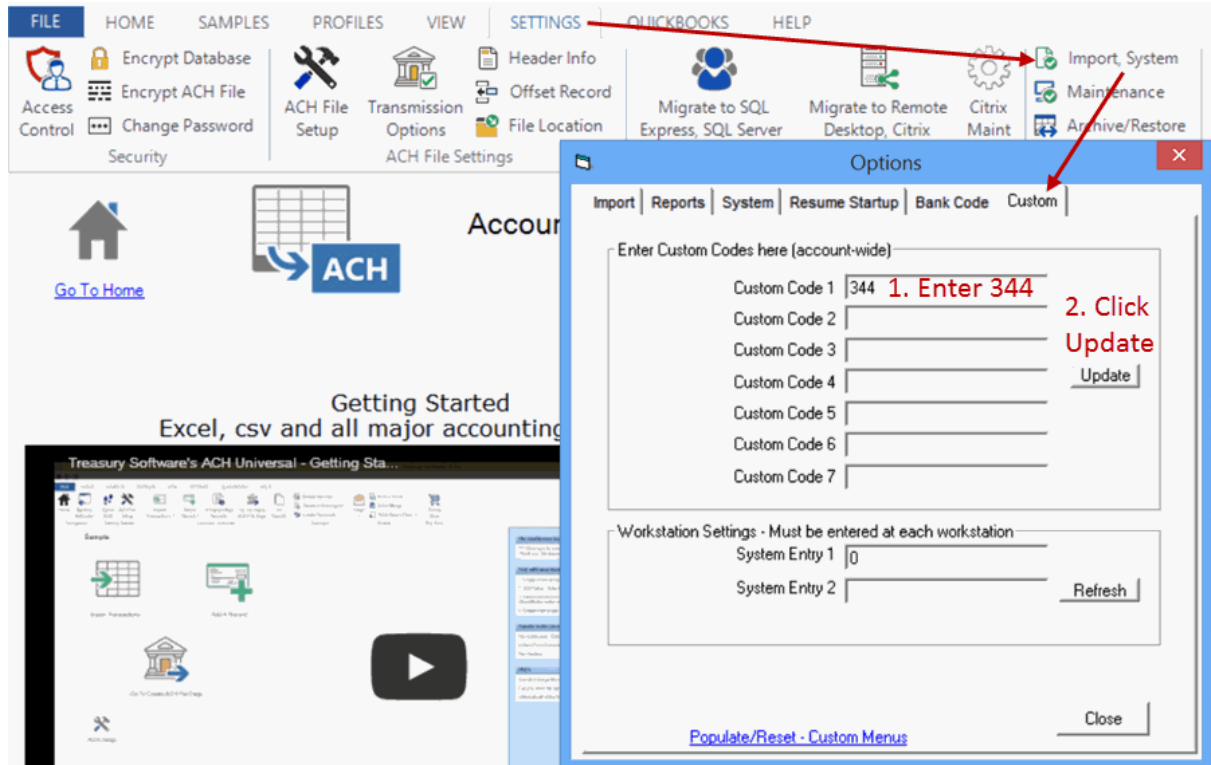 FILE HOME SAMPLES PROFILES VIEW SETTINGS QUICKBOOKS HELP
Encrypt Database
Encrypt ACH File
Change Password
Access
Control
Security
ACH File
Setup
Transmission
Options
Header Info
Offset Record
File Location
ACH File Settings
Migrate to SQL
Express, SQL Server
Migrate to Remote
Desktop, Citrix
Citrix
Maint
Import, System
Maintenance
Archive/Restore
Go To Home
ACH
Accoun
Getting Started
Excel, csv and all major accounting
Treasury Software's ACH Universal - Getting Sta...
Sample
Import Transactions
Add A Record
Options
Import Reports System Resume Startup Bank Code Custom
Enter Custom Codes here (account-wide)
Custom Code 1 344 1. Enter 344
Custom Code 2
Custom Code 3
Custom Code 4
Custom Code 5
Custom Code 6
Custom Code 7
2. Click
Update
Update
Workstation Settings - Must be entered at each workstation
System Entry 1 0
System Entry 2
Refresh
Close
Populate/Reset - Custom Menus